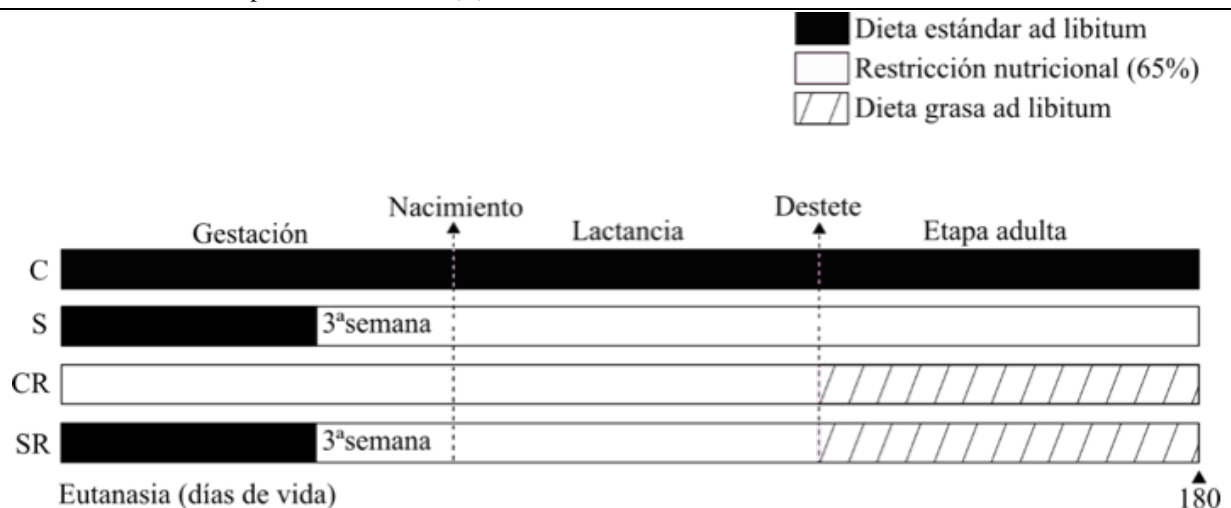 Dieta estándar ad libitum
Restricción nutricional (65%)
Dieta grasa ad libitum
Nacimiento
Destete
Gestación
Lactancia
Etapa adulta
C
S
3ªsemana
CR
SR
3ªsemana
Eutanasia (días de vida)
180